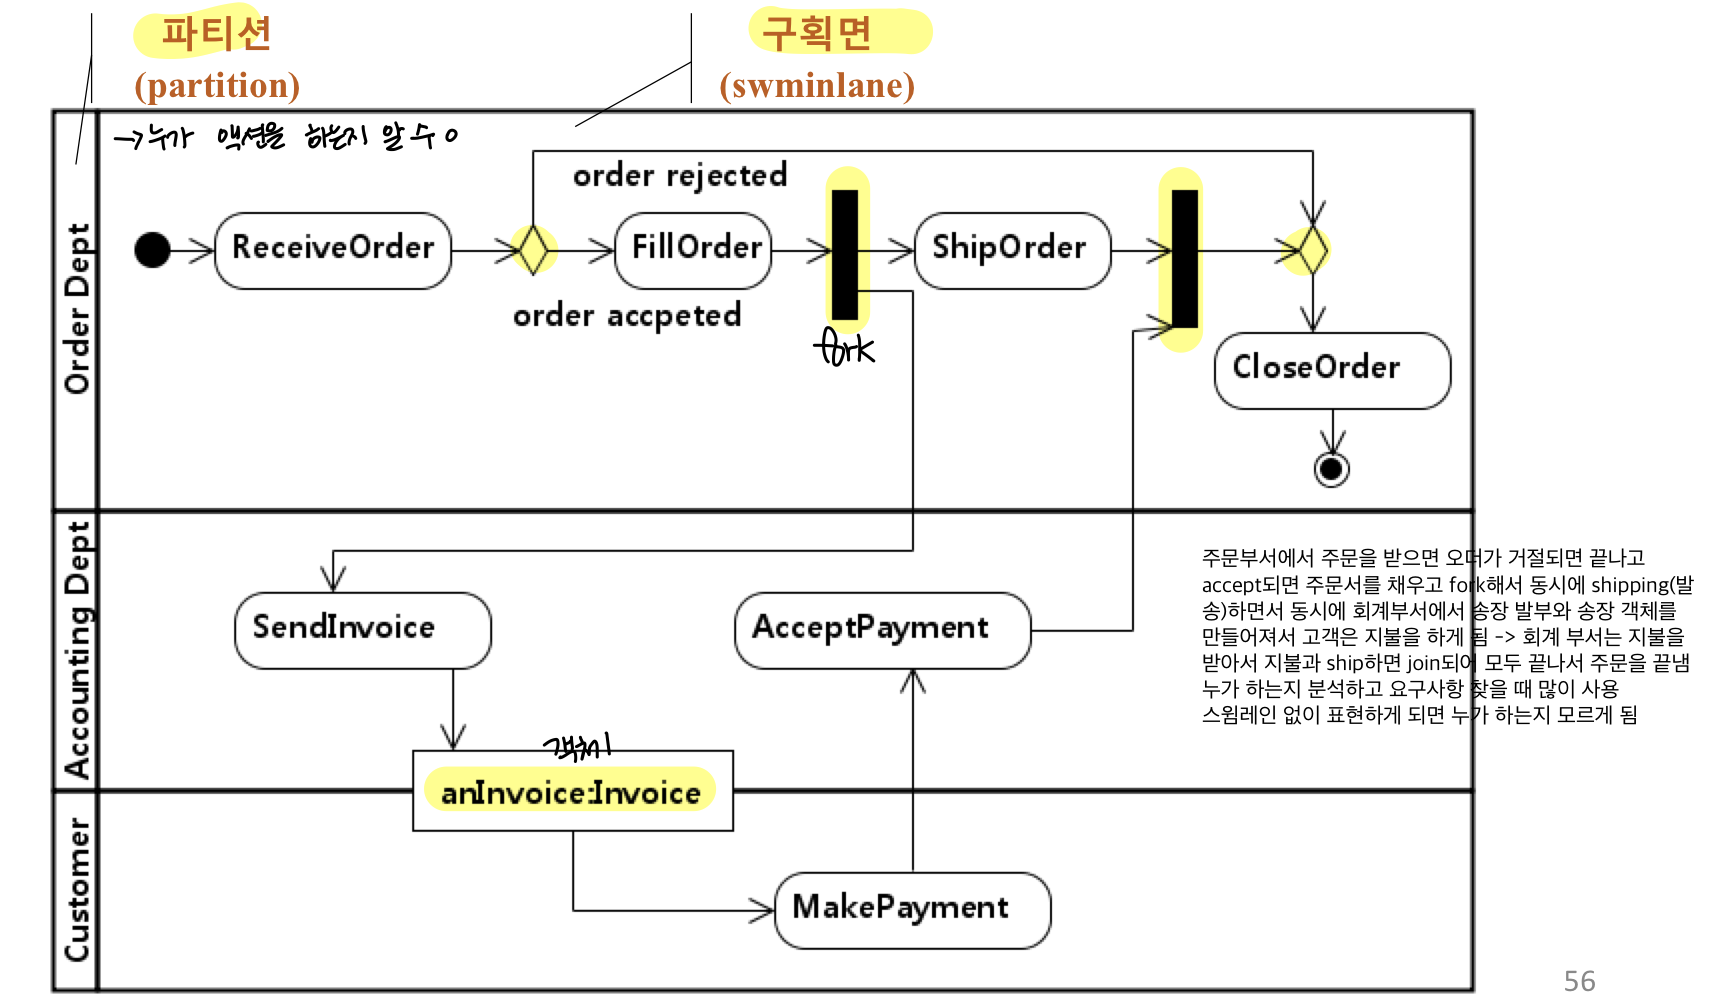 파티션
(partition)
구획면
(swminlane)
→누가 액션을 하는지 알 수 o
order rejected
ReceiveOrder
FillOrder
ShipOrder
order accpeted
fork
CloseOrder
Order Dept
Accounting Dept
SendInvoice
AcceptPayment
객체
anInvoice:Invoice
Customer
MakePayment
주문부서에서 주문을 받으면 오더가 거절되면 끝나고
accept되면 주문서를 채우고 fork해서 동시에 shipping(발
송)하면서 동시에 회계부서에서 송장 발부와 송장 객체를
만들어져서 고객은 지불을 하게 됨 -> 회계 부서는 지불을
받아서 지불과 ship하면 join되어 모두 끝나서 주문을 끝냄
누가 하는지 분석하고 요구사항 찾을 때 많이 사용
스윔레인 없이 표현하게 되면 누가 하는지 모르게 됨
56